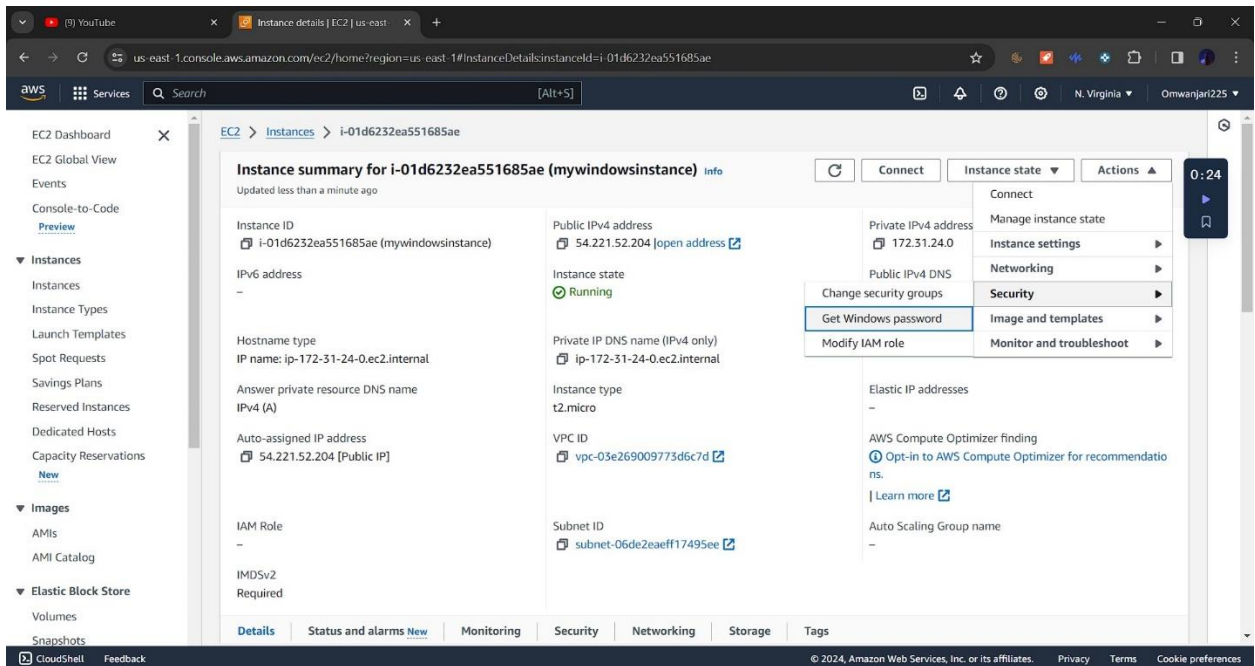 (9) YouTube
Instance details | EC2 | us-east-
us-east-1.console.aws.amazon.com/ec2/home?region=us-east-1#InstanceDetails:instanceId=i-01d6232ea551685ae
aws
Services
Search
[Alt+S]
N. Virginia
Omwanjari225
EC2 Dashboard
EC2 Global View
Events
Console-to-Code
Preview
Instances
Instances
Instance Types
Launch Templates
Spot Requests
Savings Plans
Reserved Instances
Dedicated Hosts
Capacity Reservations
New
Images
AMIs
AMI Catalog
Elastic Block Store
Volumes
Snapshots
EC2 > Instances > i-01d6232ea551685ae
Instance summary for i-01d6232ea551685ae (mywindowsinstance) Info
Updated less than a minute ago
Connect
Instance state
Actions
Connect
Manage instance state
Instance settings
Networking
Security
Image and templates
Monitor and troubleshoot
Change security groups
Get Windows password
Modify IAM role
0:24
Instance ID
i-01d6232ea551685ae (mywindowsinstance)
Public IPv4 address
54.221.52.204 |open address
Private IPv4 address
172.31.24.0
IPv6 address
–
Instance state
Running
Public IPv4 DNS
Hostname type
IP name: ip-172-31-24-0.ec2.internal
Private IP DNS name (IPv4 only)
ip-172-31-24-0.ec2.internal
Answer private resource DNS name
IPv4 (A)
Instance type
t2.micro
Elastic IP addresses
–
Auto-assigned IP address
54.221.52.204 [Public IP]
VPC ID
vpc-03e269009773d6c7d
AWS Compute Optimizer finding
Opt-in to AWS Compute Optimizer for recommendatio
ns.
| Learn more
IAM Role
–
Subnet ID
subnet-06de2eaeff17495ee
Auto Scaling Group name
–
IMDSv2
Required
Details
Status and alarms New
Monitoring
Security
Networking
Storage
Tags
CloudShell
Feedback
© 2024, Amazon Web Services, Inc. or its affiliates.
Privacy
Terms
Cookie preferences